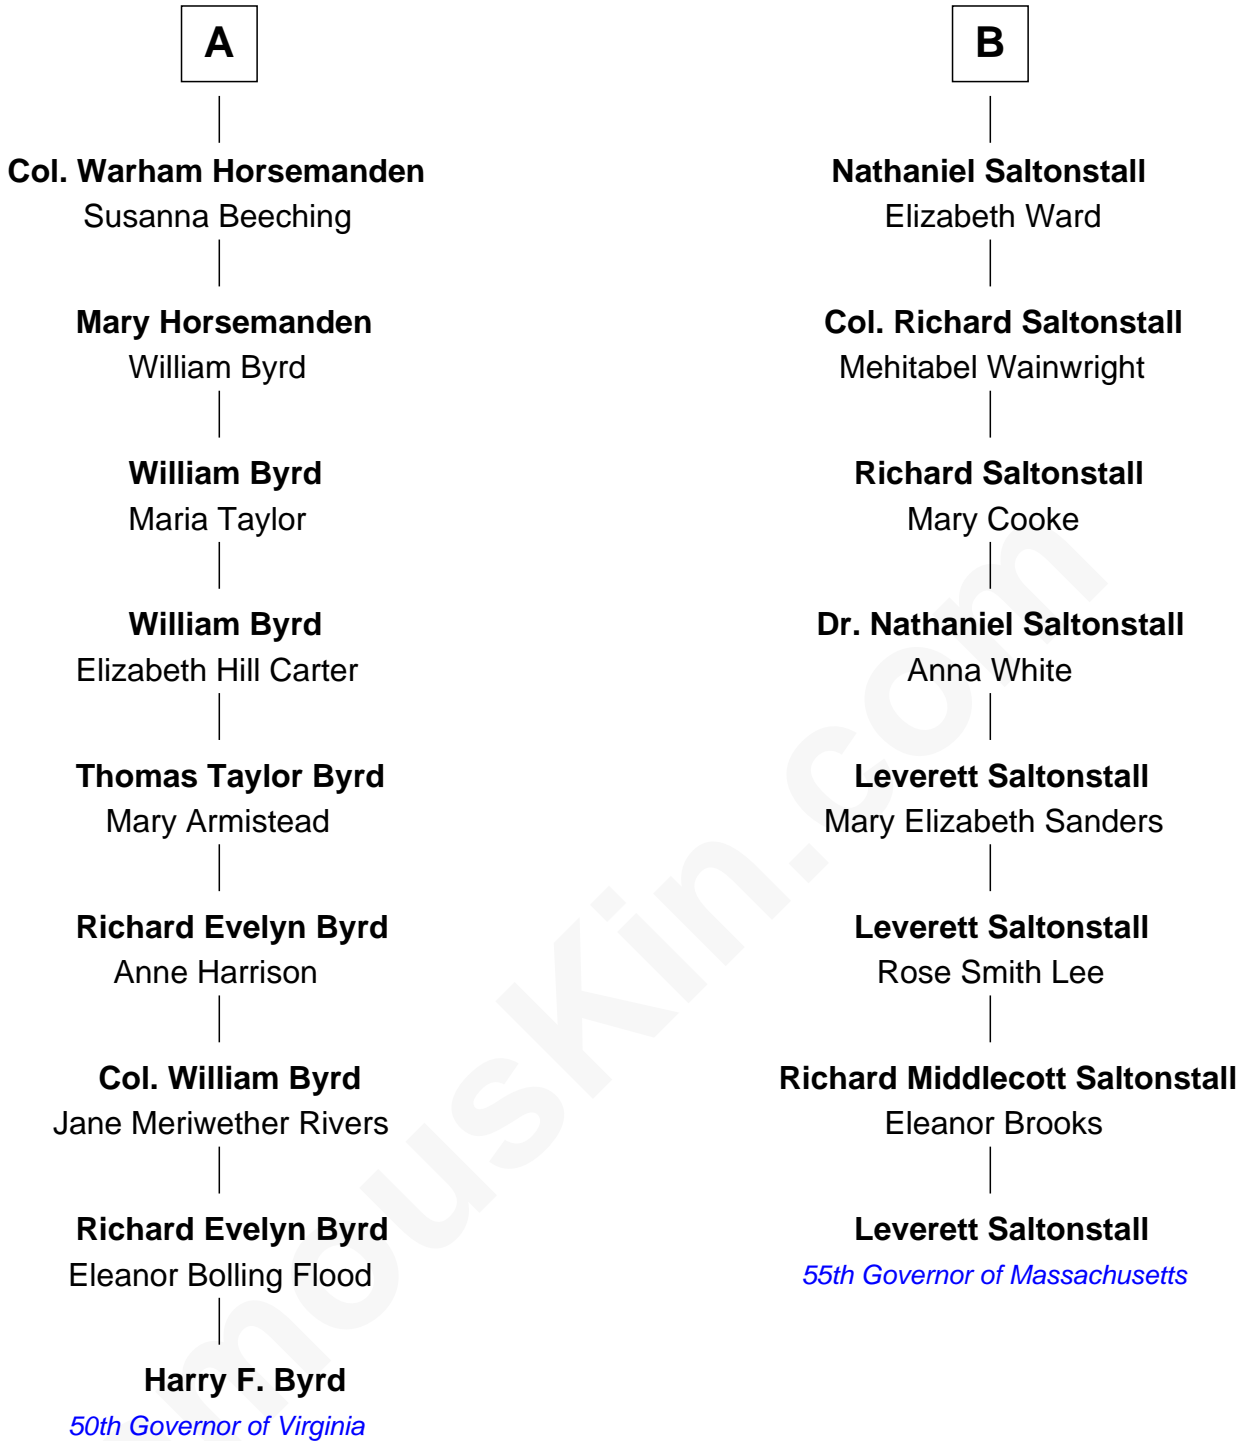 A
Col. Warham Horsemanden
Susanna Beeching
Mary Horsemanden
William Byrd
William Byrd
Maria Taylor
William Byrd
Elizabeth Hill Carter
Thomas Taylor Byrd
Mary Armistead
Richard Evelyn Byrd
Anne Harrison
Col. William Byrd
Jane Meriwether Rivers
Richard Evelyn Byrd
Eleanor Bolling Flood
Harry F. Byrd
50th Governor of Virginia
B
Nathaniel Saltonstall
Elizabeth Ward
Col. Richard Saltonstall
Mehitabel Wainwright
Richard Saltonstall
Mary Cooke
Dr. Nathaniel Saltonstall
Anna White
Leverett Saltonstall
Mary Elizabeth Sanders
Leverett Saltonstall
Rose Smith Lee
Richard Middlecott Saltonstall
Eleanor Brooks
Leverett Saltonstall
55th Governor of Massachusetts
mousKin.com